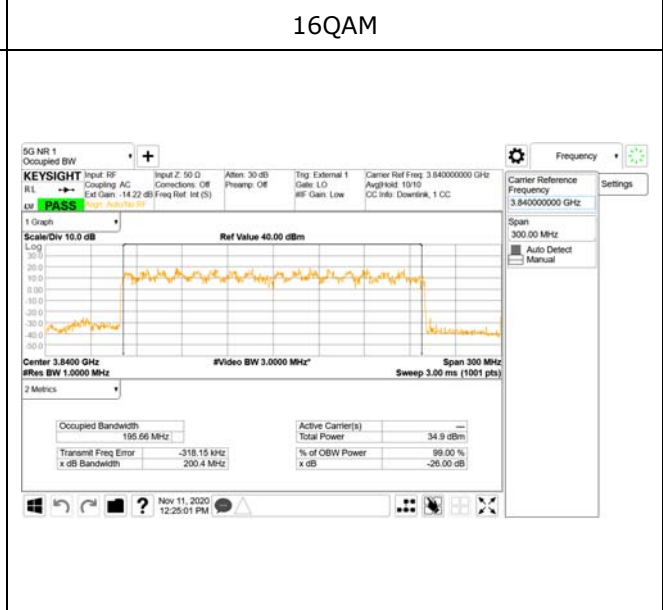 16QAM
5G NR 1
Occupied BW
+
Frequency
KEYSIGHT
RL
LV PASS
Input: RF
Coupling: AC
Ext Gain: -14.22 dB
Align: Auto/No RF
Input Z: 50 Ω
Corrections: Off
Freq Ref: Int (S)
Atten: 30 dB
Preamp: Off
Trig: External 1
Gate: LO
#IF Gain: Low
Carrier Ref Freq: 3.840000000 GHz
Avg|Hold: 10/10
CC Info: Downlink, 1 CC
Carrier Reference
Frequency
3.840000000 GHz
Settings
Span
300.00 MHz
Auto Detect
Manual
1 Graph
Scale/Div 10.0 dB
Ref Value 40.00 dBm
Log
30.0
20.0
10.0
0.00
-10.0
-20.0
-30.0
-40.0
-50.0
Center 3.8400 GHz
#Video BW 3.0000 MHz*
Span 300 MHz
#Res BW 1.0000 MHz
Sweep 3.00 ms (1001 pts)
2 Metrics
Occupied Bandwidth
195.66 MHz
Transmit Freq Error -318.15 kHz
x dB Bandwidth 200.4 MHz
Active Carrier(s) ---
Total Power 34.9 dBm
% of OBW Power 99.00 %
x dB -26.00 dB
?
Nov 11, 2020
12:25:01 PM